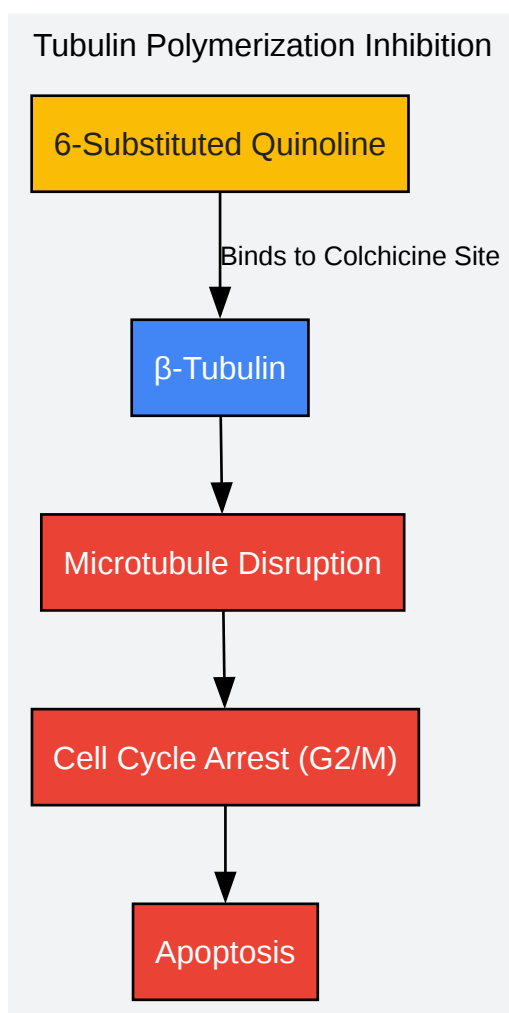 Tubulin Polymerization Inhibition
6-Substituted Quinoline
Binds to Colchicine Site
β-Tubulin
Microtubule Disruption
Cell Cycle Arrest (G2/M)
Apoptosis